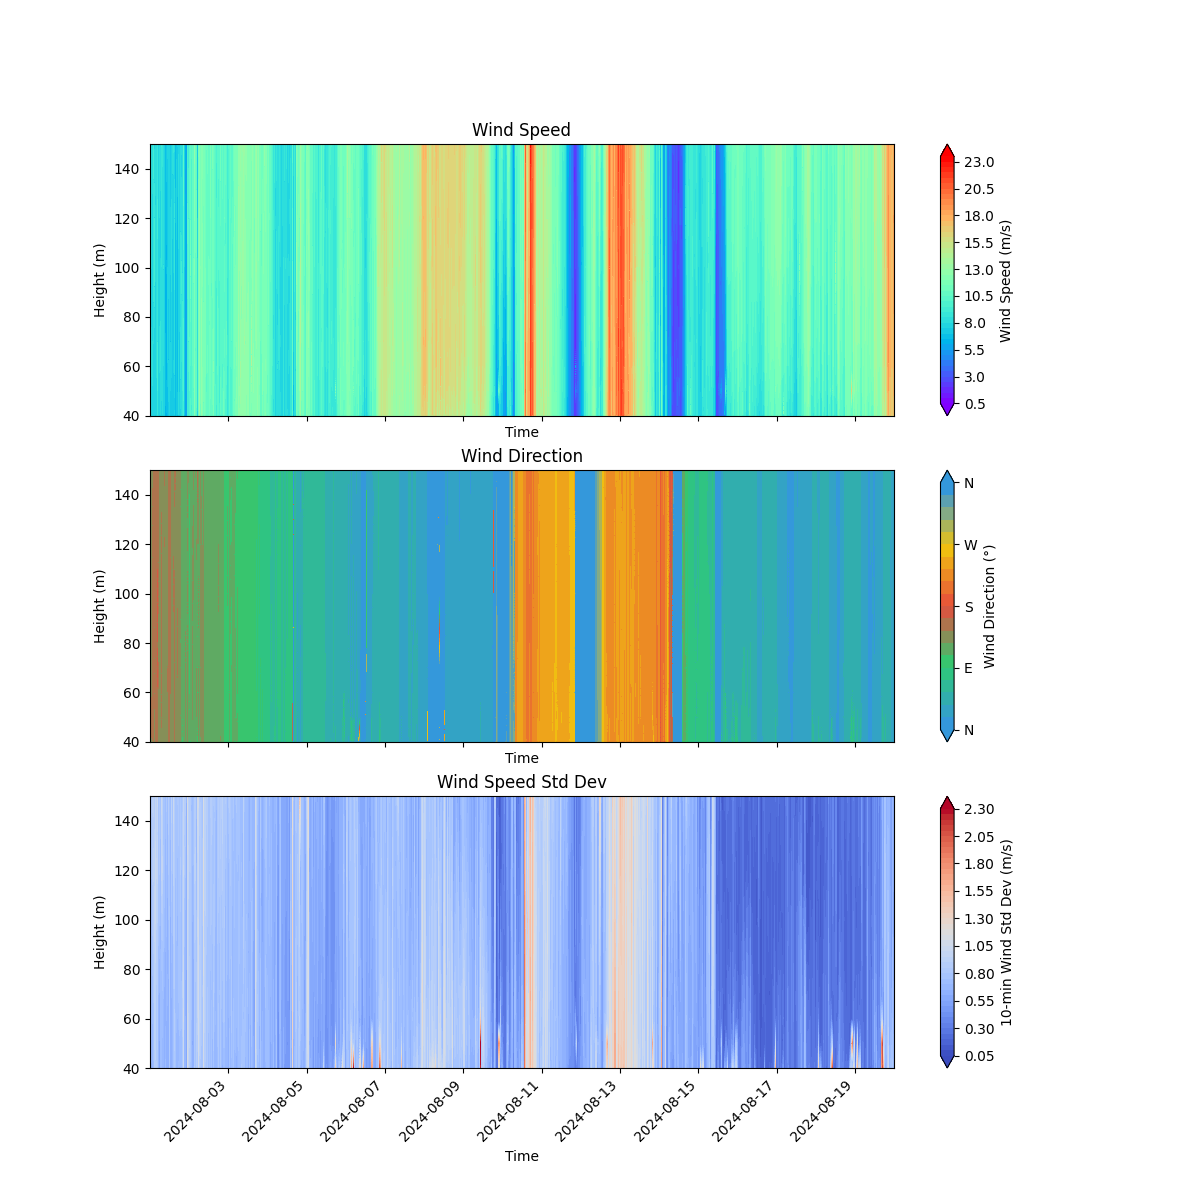 Wind Speed
140
120
100
80
60
40
Height (m)
Time
23.0
20.5
18.0
15.5
13.0
10.5
8.0
5.5
3.0
0.5
Wind Speed (m/s)
Wind Direction
140
120
100
80
60
40
Height (m)
Time
N
W
S
E
N
Wind Direction (°)
Wind Speed Std Dev
140
120
100
80
60
40
Height (m)
2024-08-03
2024-08-05
2024-08-07
2024-08-09
2024-08-11
2024-08-13
2024-08-15
2024-08-17
2024-08-19
Time
2.30
2.05
1.80
1.55
1.30
1.05
0.80
0.55
0.30
0.05
10-min Wind Std Dev (m/s)